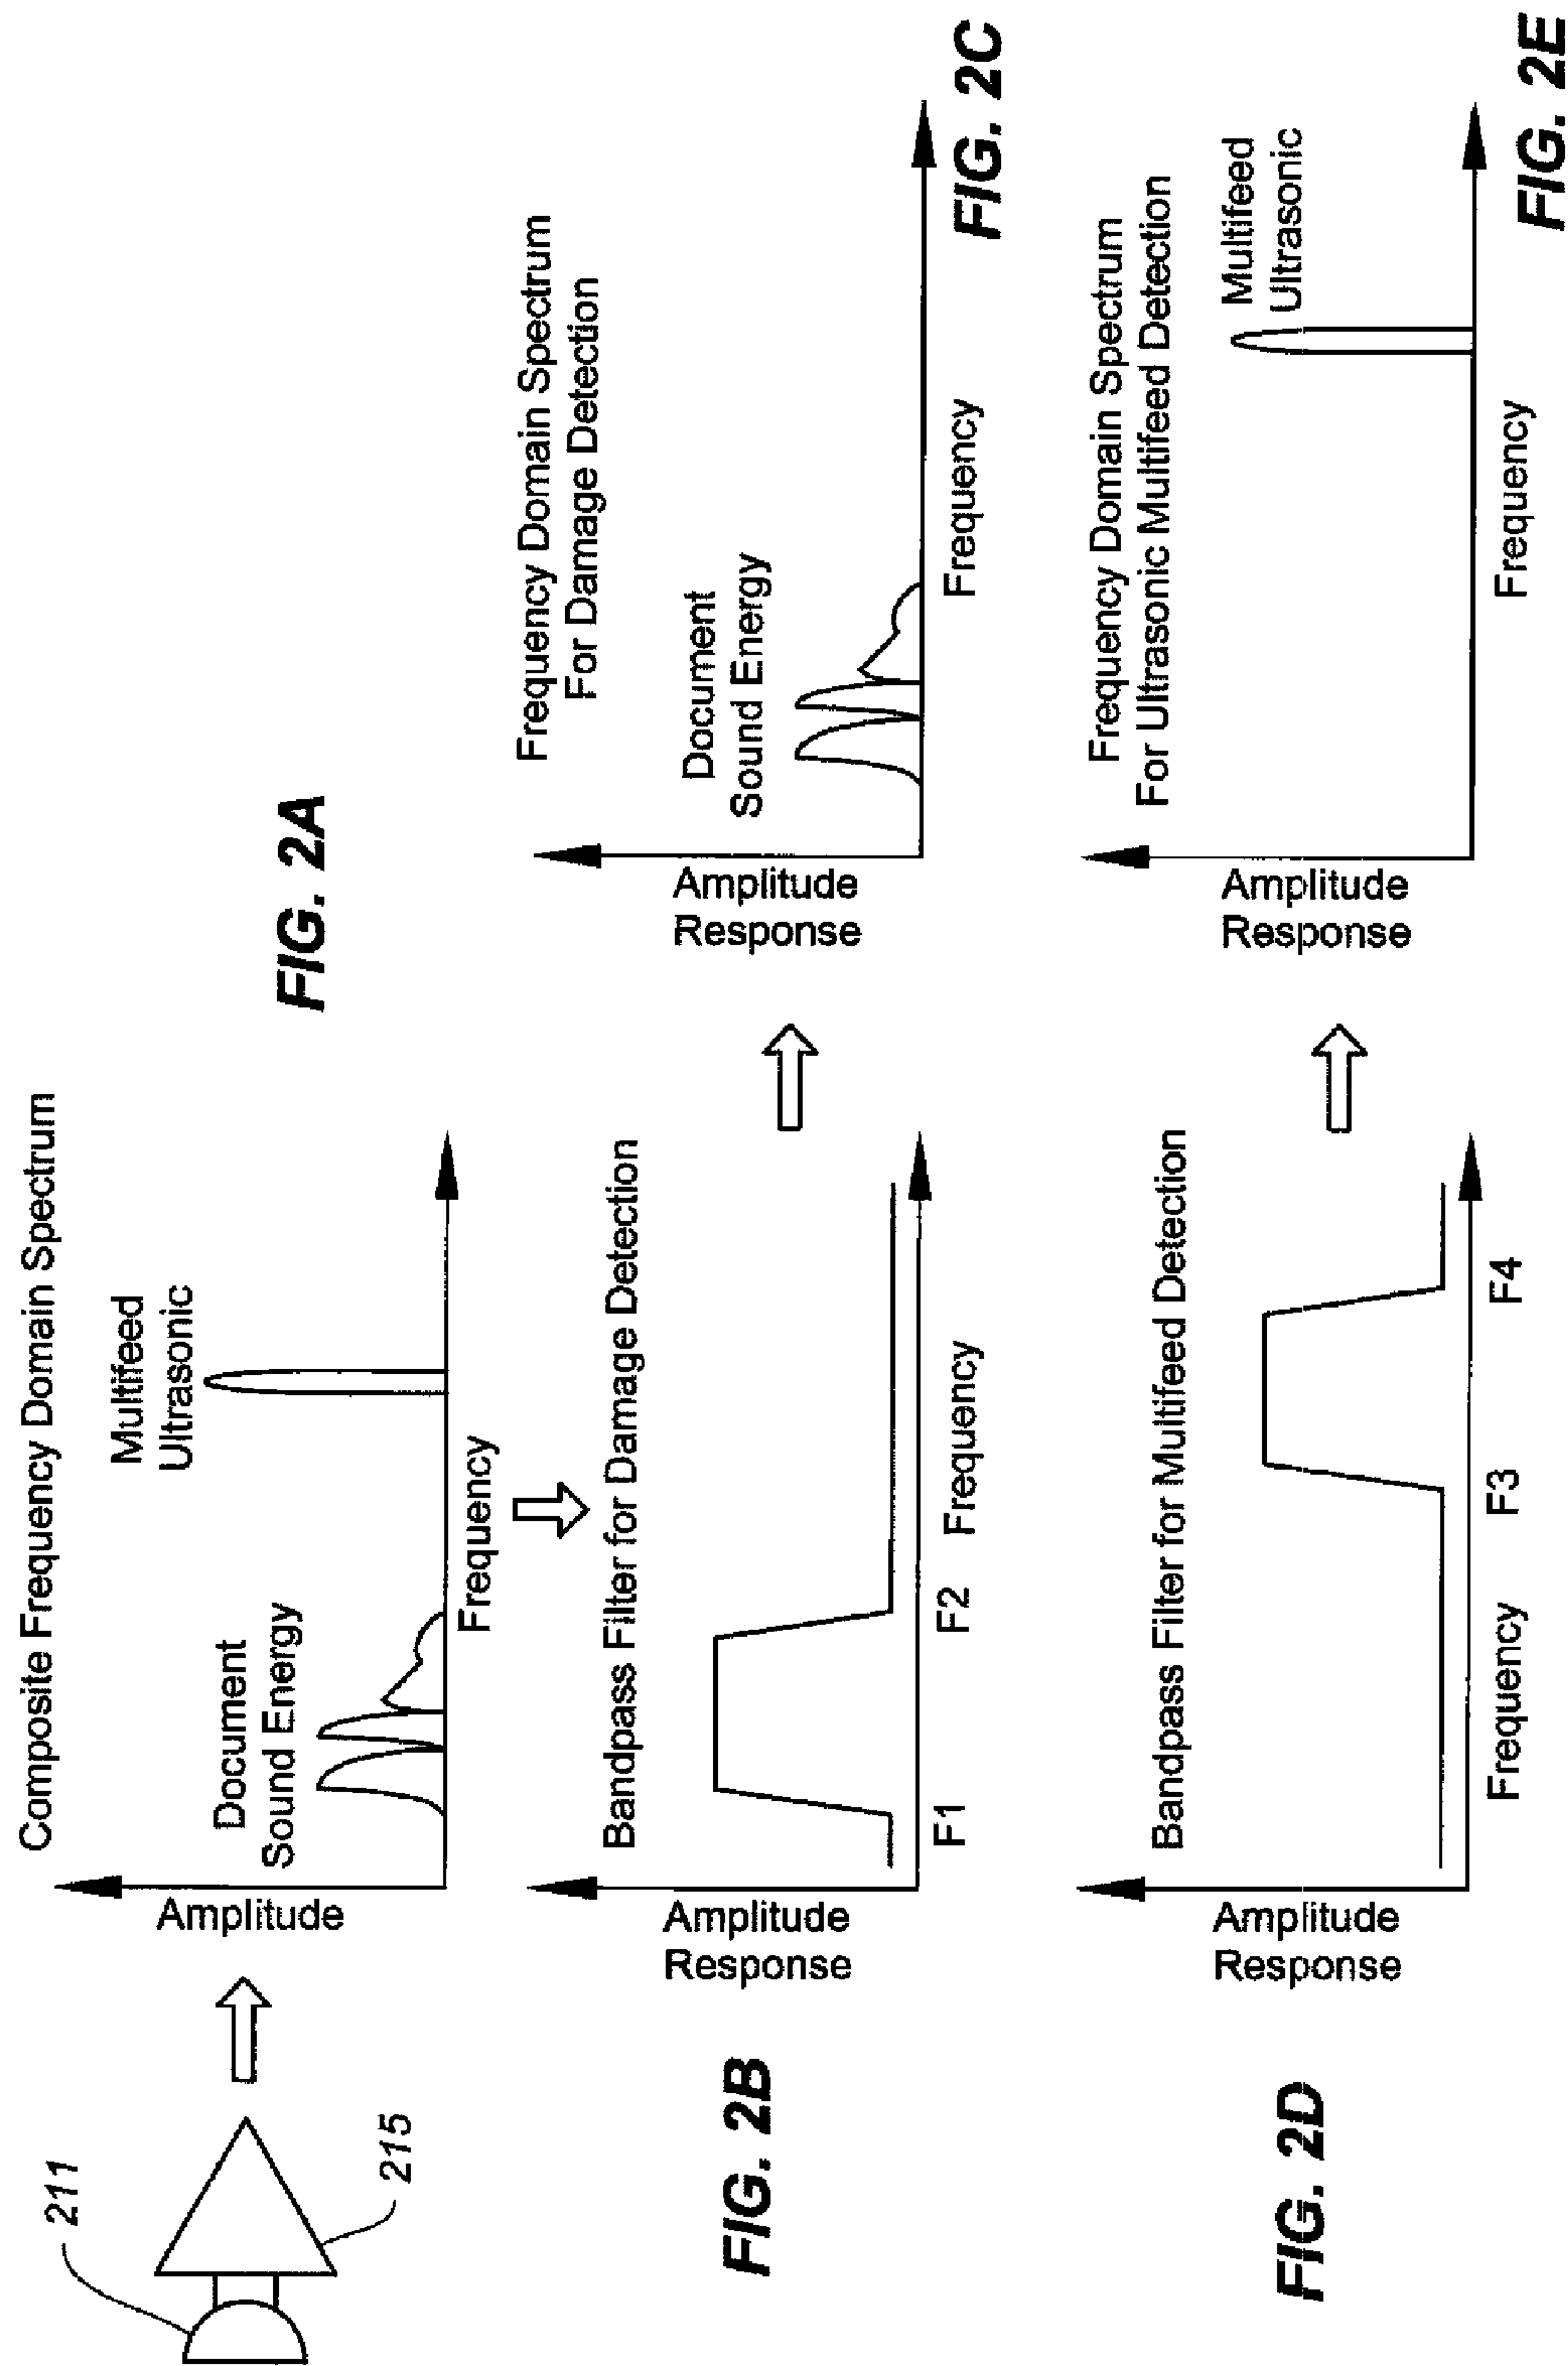 Composite Frequency Domain Spectrum
211
215
Amplitude
Document
Sound Energy
Multifeed
Ultrasonic
Frequency
FIG. 2A
Bandpass Filter for Damage Detection
FIG. 2B
Amplitude
Response
F1
F2
Frequency
Frequency Domain Spectrum
For Damage Detection
Document
Sound Energy
Amplitude
Response
Frequency
FIG. 2C
Bandpass Filter for Multifeed Detection
FIG. 2D
Amplitude
Response
Frequency
F3
F4
Frequency Domain Spectrum
For Ultrasonic Multifeed Detection
Multifeed
Ultrasonic
Amplitude
Response
Frequency
FIG. 2E